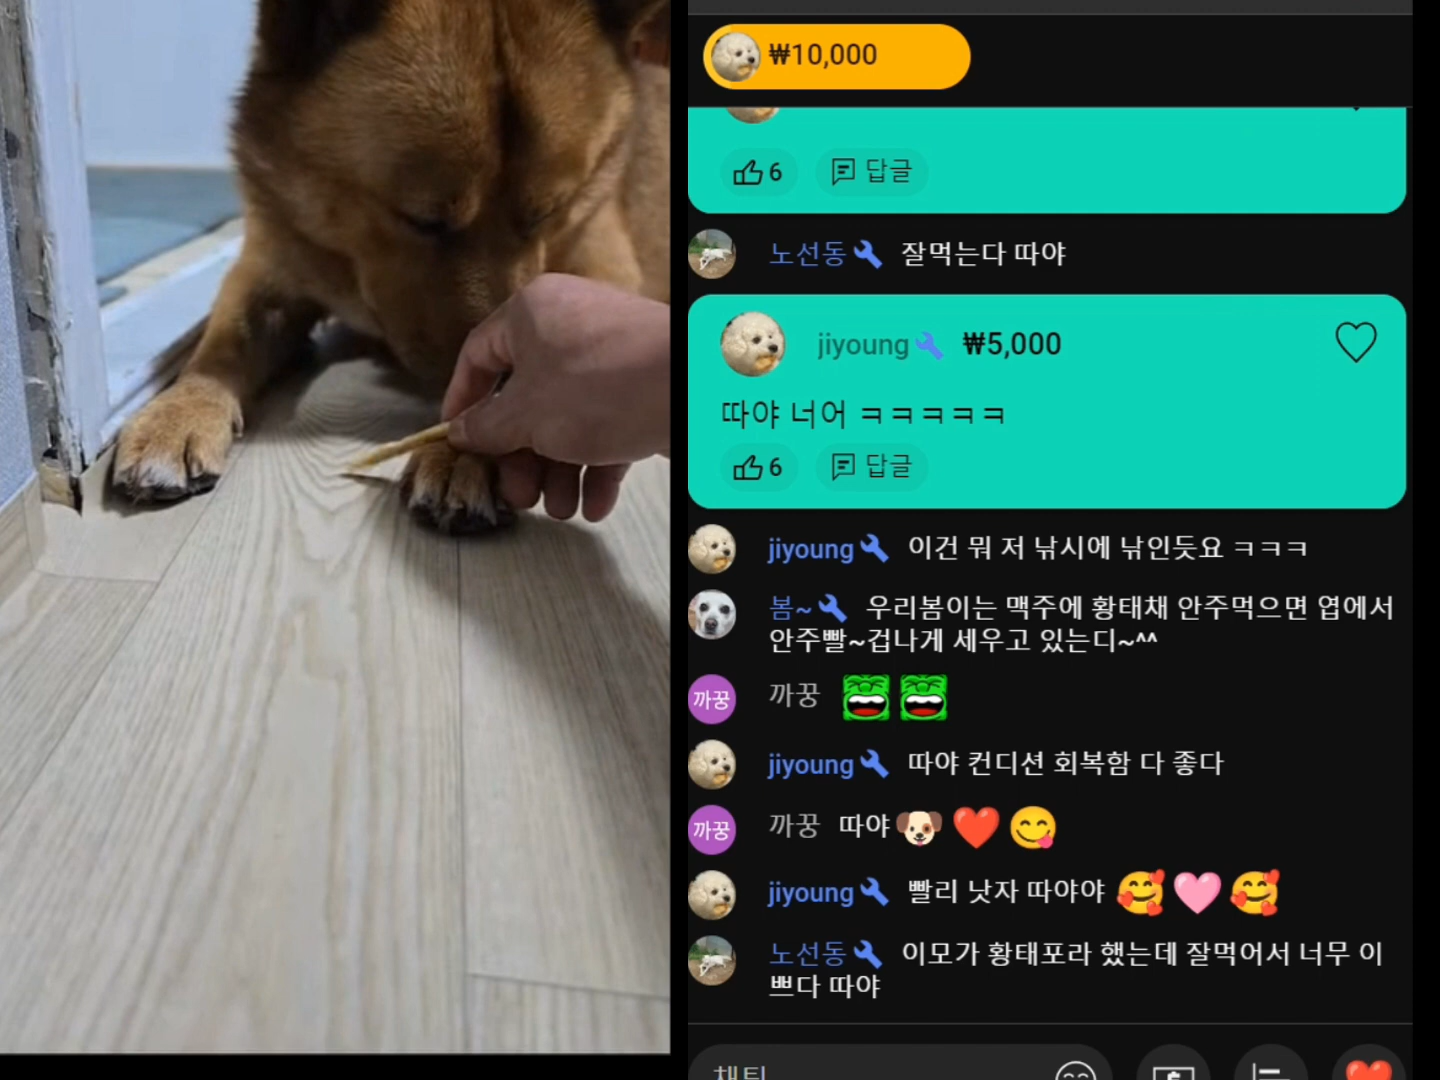 ₩10,000
6 답글
노선동 잘먹는다 따야
jiyoung ₩5,000
따야 너어 ㅋㅋㅋㅋㅋ
6 답글
jiyoung 이건 뭐 저 낚시에 낚인듯요 ㅋㅋㅋ
봄~ 우리봄이는 맥주에 황태채 안주먹으면 엽에서
안주빨~겁나게 세우고 있는디~^^
까꿍 까꿍
jiyoung 따야 컨디션 회복함 다 좋다
까꿍 까꿍 따야🐶❤️😋
jiyoung 빨리 낫자 따야야 🥰🩷🥰
노선동 이모가 황태포라 했는데 잘먹어서 너무 이
쁘다 따야
채팅